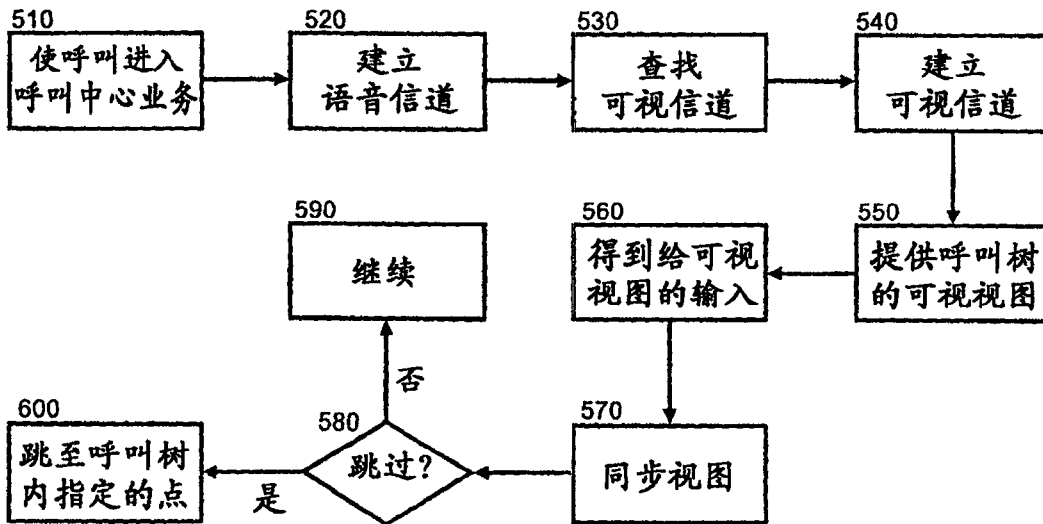 510
使呼叫进入
呼叫中心业务
520
建立
语音信道
530
查找
可视信道
540
建立
可视信道
550
提供呼叫树
的可视视图
560
得到给可视
视图的输入
570
同步视图
580
跳过?
否
590
继续
是
600
跳至呼叫树
内指定的点